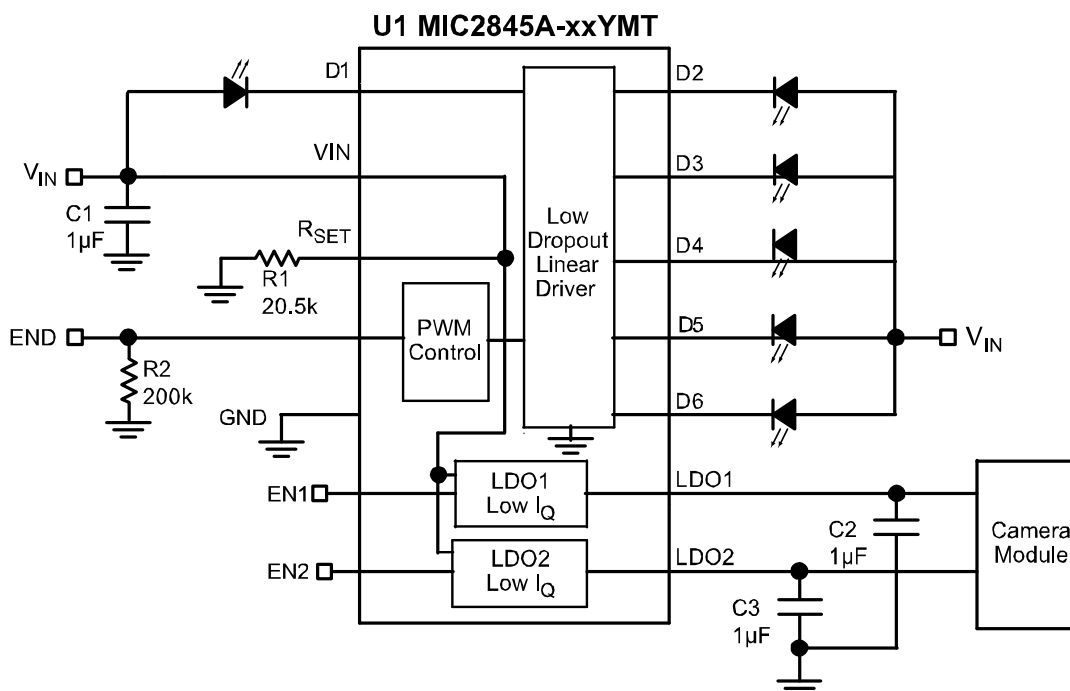 U1 MIC2845A-xxYMT
D1
D2
VIN
D3
VIN
C1
1µF
RSET
R1
20.5k
Low
Dropout
Linear
Driver
D4
END
PWM
Control
D5
VIN
R2
200k
GND
D6
EN1
LDO1
Low IQ
LDO1
C2
1µF
Camera
Module
EN2
LDO2
Low IQ
LDO2
C3
1µF